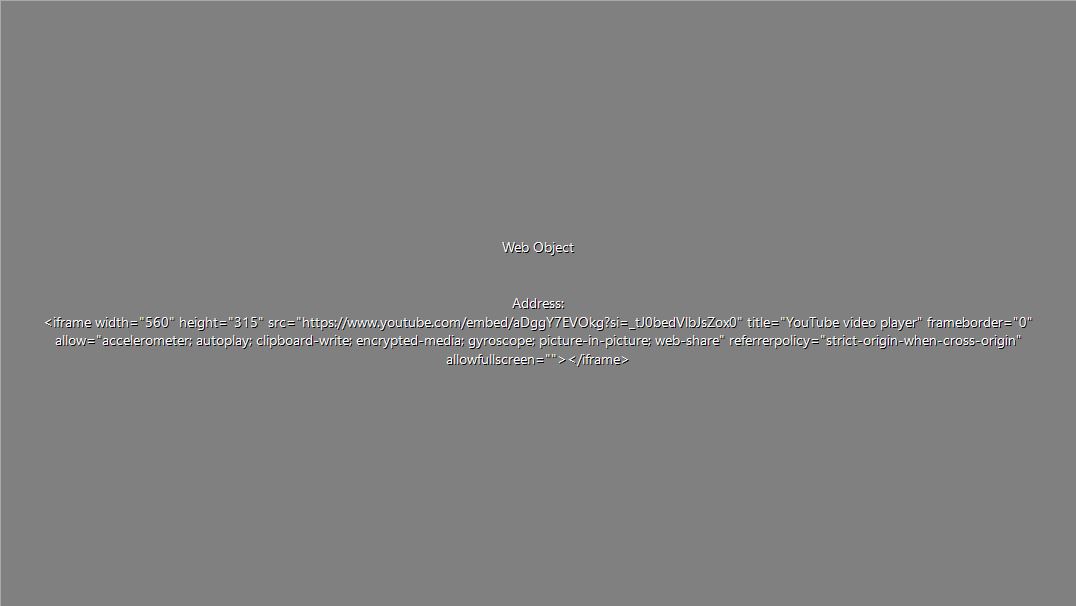 Web Object
Address:
<iframe width="560" height="315" src="https://www.youtube.com/embed/aDggY7EVOkg?si=_tJ0bedVlbJsZox0" title="YouTube video player" frameborder="0"
allow="accelerometer; autoplay; clipboard-write; encrypted-media; gyroscope; picture-in-picture; web-share" referrerpolicy="strict-origin-when-cross-origin"
allowfullscreen=""></iframe>